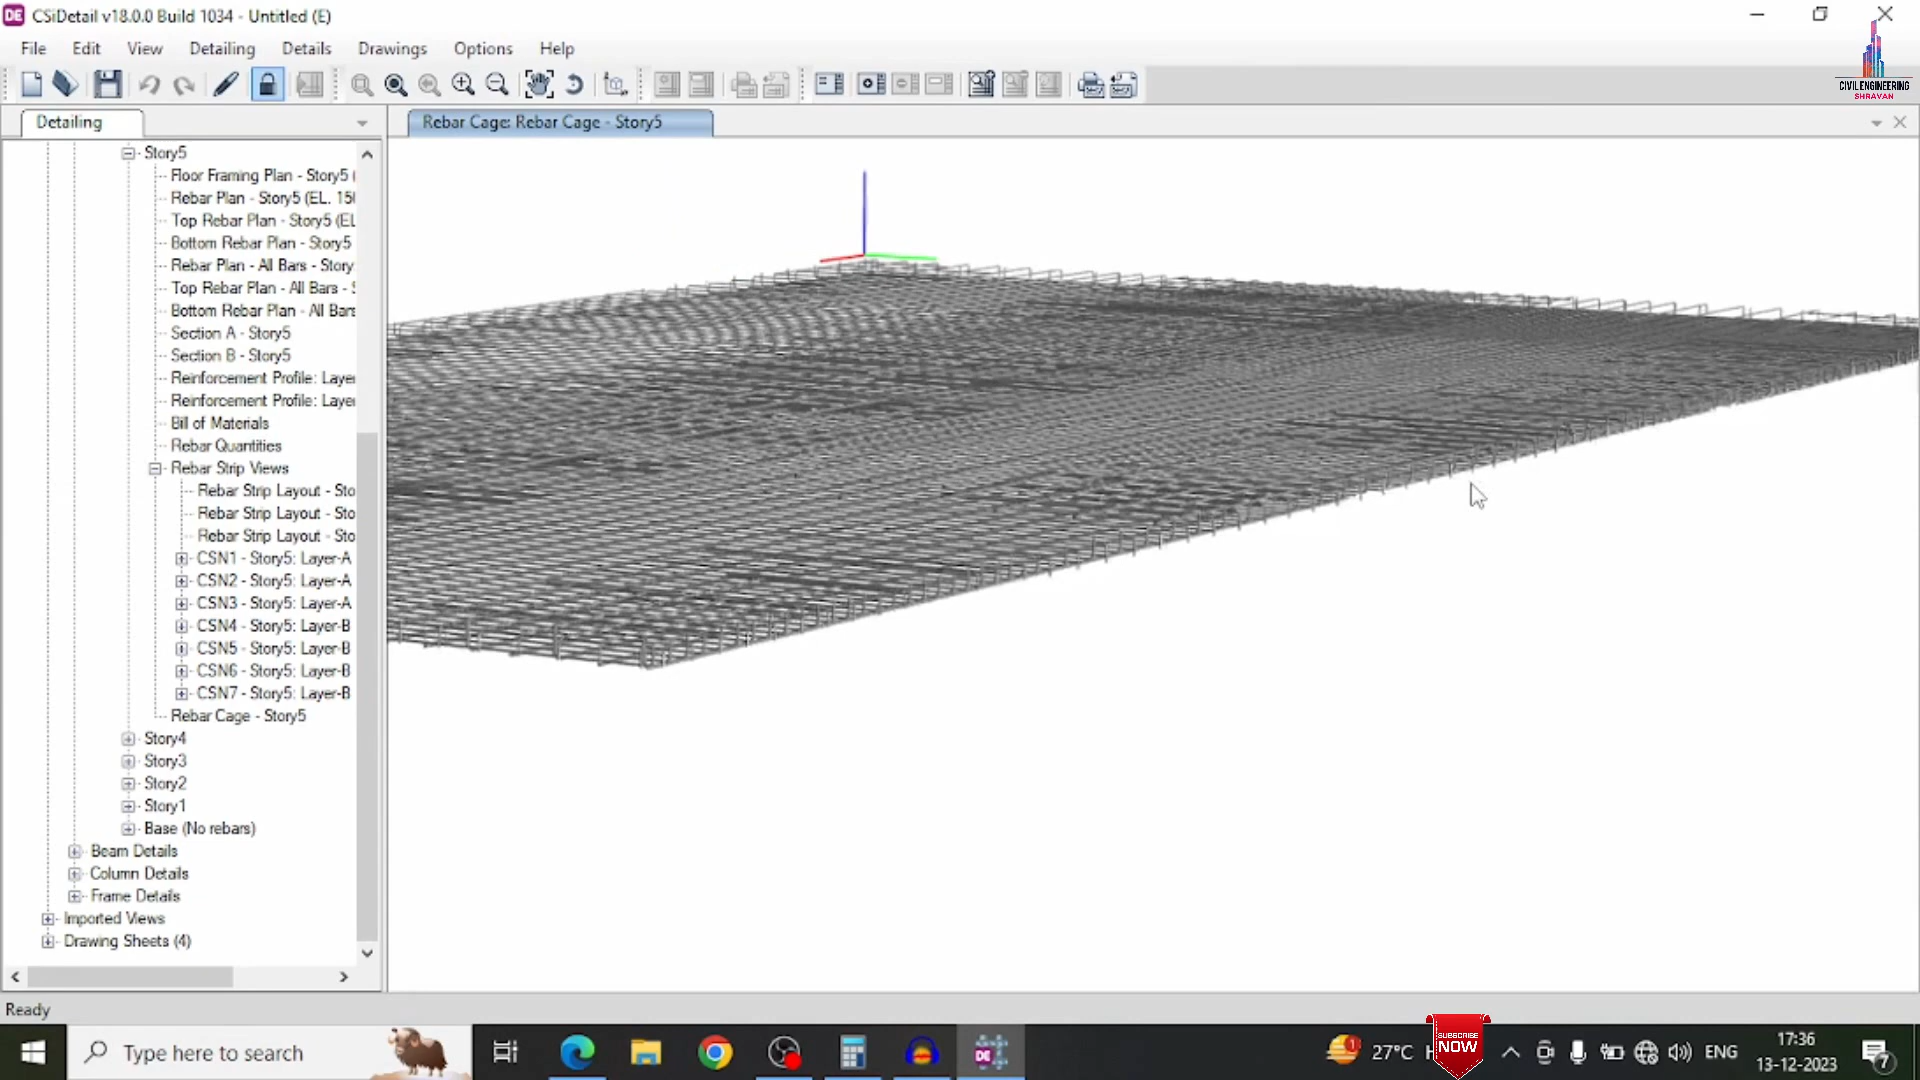 CSiDetail v18.0.0 Build 1034 - Untitled (E)
File Edit View Detailing Details Drawings Options Help
CIVIL ENGINEERING
SHRAVAN
Detailing
Rebar Cage: Rebar Cage - Story5
Story5
Floor Framing Plan - Story5 (
Rebar Plan - Story5 (EL. 150
Top Rebar Plan - Story5 (EL
Bottom Rebar Plan - Story5
Rebar Plan - All Bars - Story
Top Rebar Plan - All Bars - S
Bottom Rebar Plan - All Bars
Section A - Story5
Section B - Story5
Reinforcement Profile: Layer
Reinforcement Profile: Layer
Bill of Materials
Rebar Quantities
Rebar Strip Views
Rebar Strip Layout - Sto
Rebar Strip Layout - Sto
Rebar Strip Layout - Sto
CSN1 - Story5: Layer-A
CSN2 - Story5: Layer-A
CSN3 - Story5: Layer-A
CSN4 - Story5: Layer-B
CSN5 - Story5: Layer-B
CSN6 - Story5: Layer-B
CSN7 - Story5: Layer-B
Rebar Cage - Story5
Story4
Story3
Story2
Story1
Base (No rebars)
Beam Details
Column Details
Frame Details
Imported Views
Drawing Sheets (4)
Ready
Type here to search
DE
1
27°C H
SUBSCRIBE
NOW
ENG
17:36
13-12-2023
7